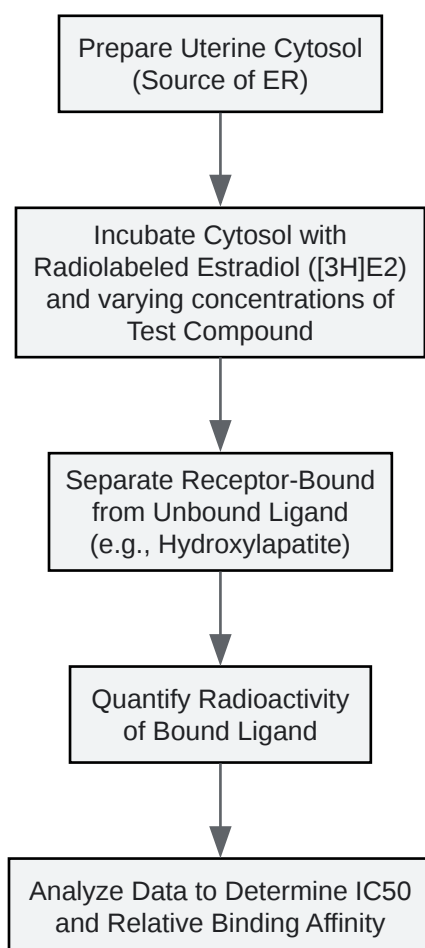 Prepare Uterine Cytosol
(Source of ER)
Incubate Cytosol with
Radiolabeled Estradiol ([3H]E2)
and varying concentrations of
Test Compound
Separate Receptor-Bound
from Unbound Ligand
(e.g., Hydroxylapatite)
Quantify Radioactivity
of Bound Ligand
Analyze Data to Determine IC50
and Relative Binding Affinity